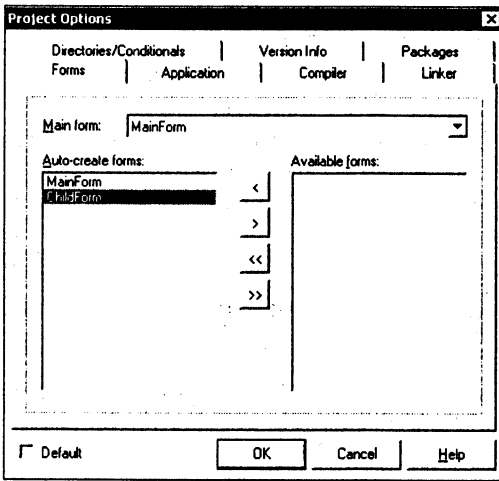 Project Options
Directories/Conditionals Version Info Packages
Forms Application Compiler Linker
Main form: MainForm
Auto-create forms: Available forms:
MainForm
ChildForm
<
>
<<
>>
Default OK Cancel Help